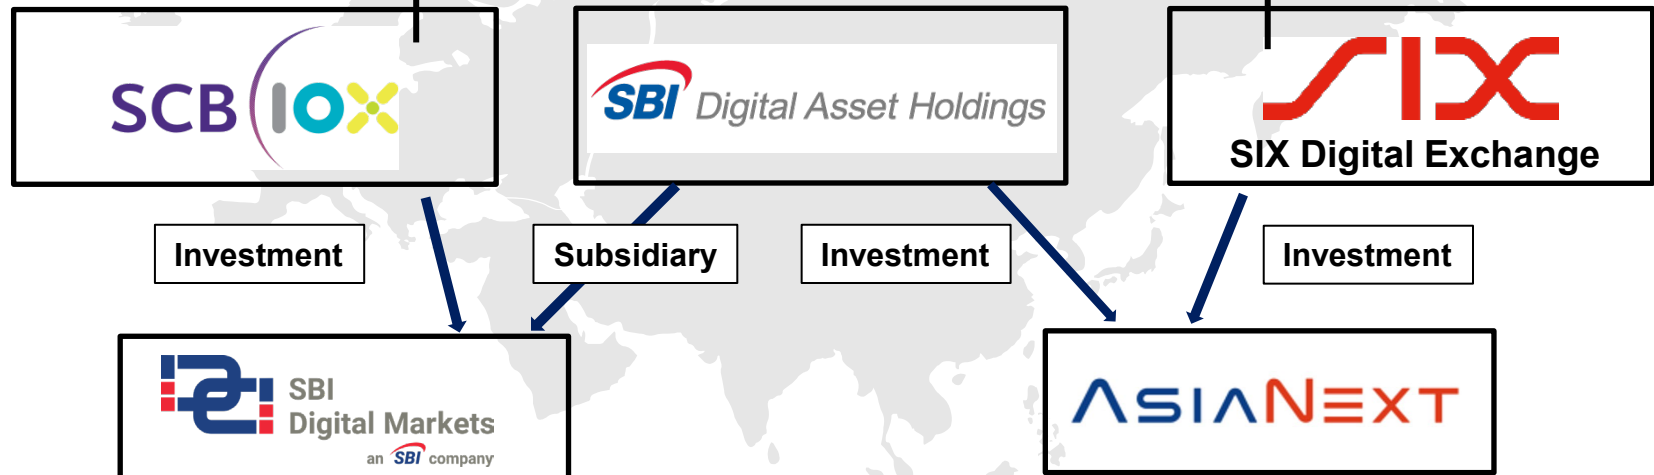 SCB 10X
SBI Digital Asset Holdings
SIX
SIX Digital Exchange
Investment
Subsidiary
Investment
Investment
SBI
Digital Markets
an SBI company
ASIANEXT